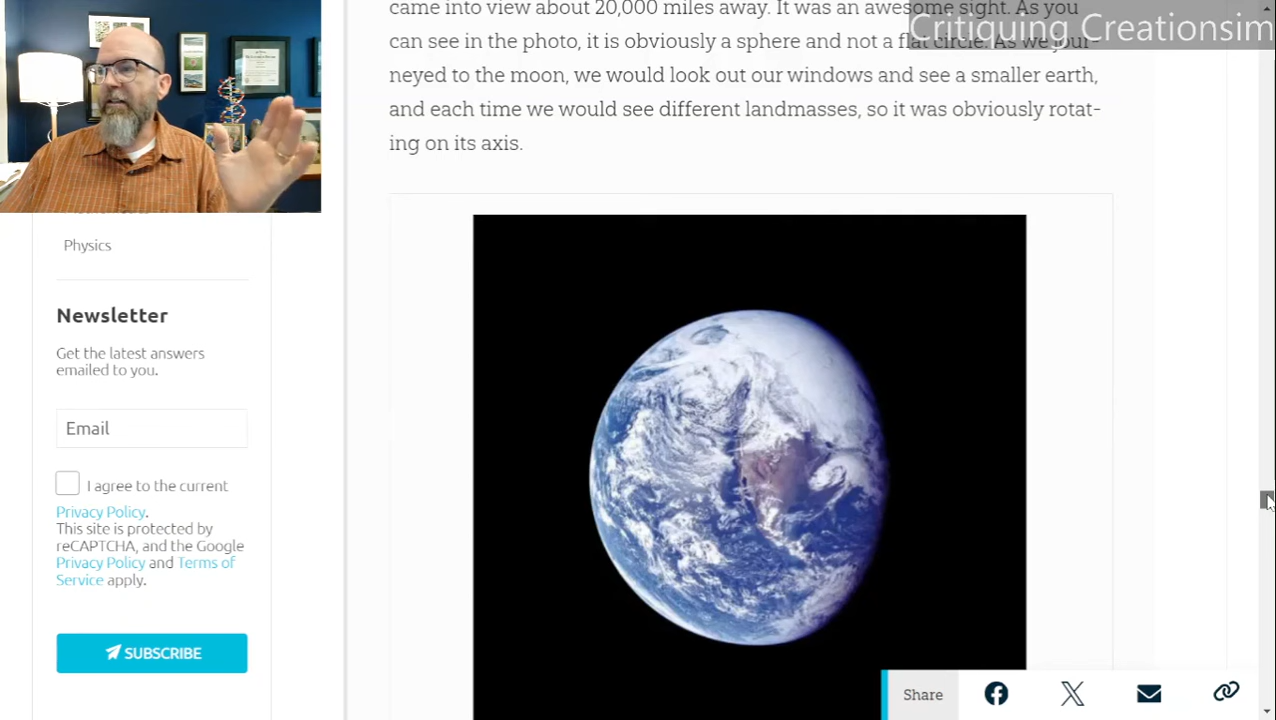 came into view about 20,000 miles away. It was an awesome sight. As you
Critiquing Creationsim
can see in the photo, it is obviously a sphere and not a flat circle. As we jour-
neyed to the moon, we would look out our windows and see a smaller earth,
and each time we would see different landmasses, so it was obviously rotat-
ing on its axis.
Physics
Newsletter
Get the latest answers
emailed to you.
Email
I agree to the current
Privacy Policy.
This site is protected by
reCAPTCHA, and the Google
Privacy Policy and Terms of
Service apply.
SUBSCRIBE
Share